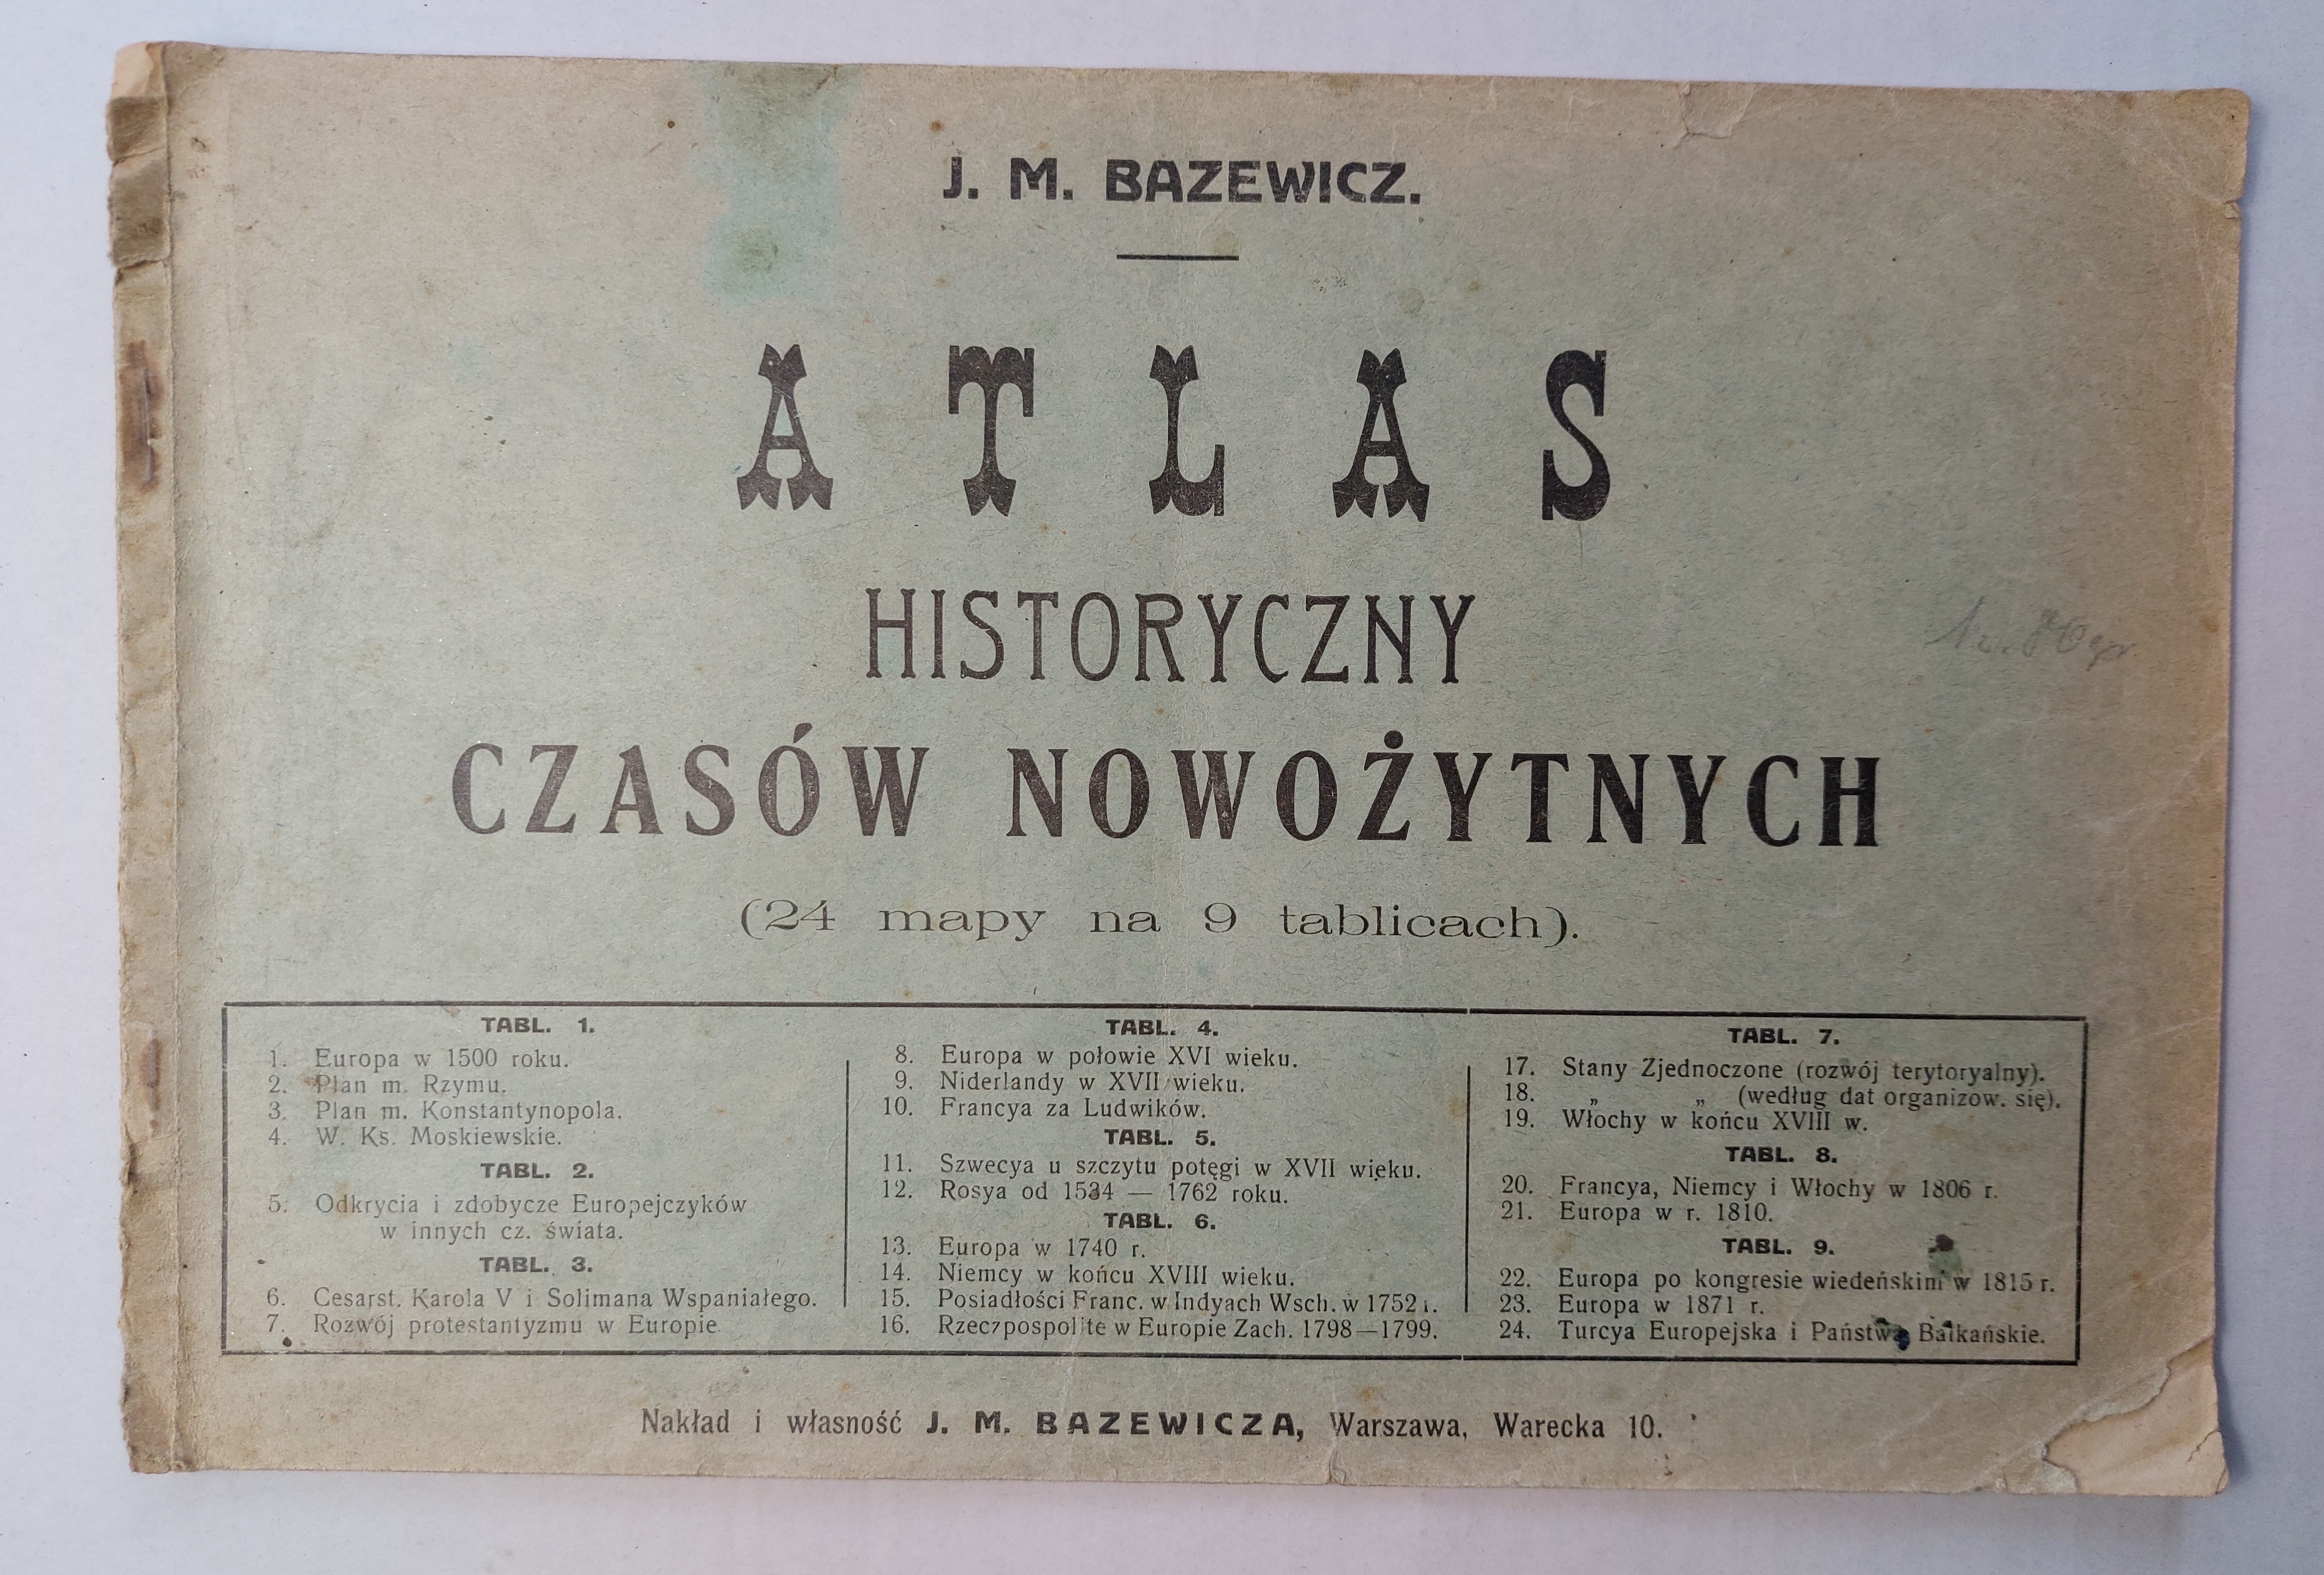 J. M. BAZEWICZ.
ATLAS
HISTORYCZNY
CZASÓW NOWOŻYTNYCH
(24 mapy na 9 tablicach).
TABL. 1.
1. Europa w 1500 roku.
2. Plan m. Rzymu.
3. Plan m. Konstantynopola.
4. W. Ks. Moskiewskie.
TABL. 2.
5. Odkrycia i zdobycze Europejczyków
w innych cz. świata.
TABL. 3.
6. Cesarst. Karola V i Solimana Wspaniałego.
7. Rozwój protestantyzmu w Europie
TABL. 4.
8. Europa w połowie XVI wieku.
9. Niderlandy w XVII wieku.
10. Francya za Ludwików.
TABL. 5.
11. Szwecya u szczytu potęgi w XVII wieku.
12. Rosya od 1534 — 1762 roku.
TABL. 6.
13. Europa w 1740 r.
14. Niemcy w końcu XVIII wieku.
15. Posiadłości Franc. w Indyach Wsch. w 1752 r.
16. Rzeczpospolite w Europie Zach. 1798—1799.
TABL. 7.
17. Stany Zjednoczone (rozwój terytoryalny).
18. „ „ (według dat organizow. się).
19. Włochy w końcu XVIII w.
TABL. 8.
20. Francya, Niemcy i Włochy w 1806 r.
21. Europa w r. 1810.
TABL. 9.
22. Europa po kongresie wiedeńskim w 1815 r.
23. Europa w 1871 r.
24. Turcya Europejska i Państwa Bałkańskie.
Nakład i własność J. M. BAZEWICZA, Warszawa, Warecka 10.